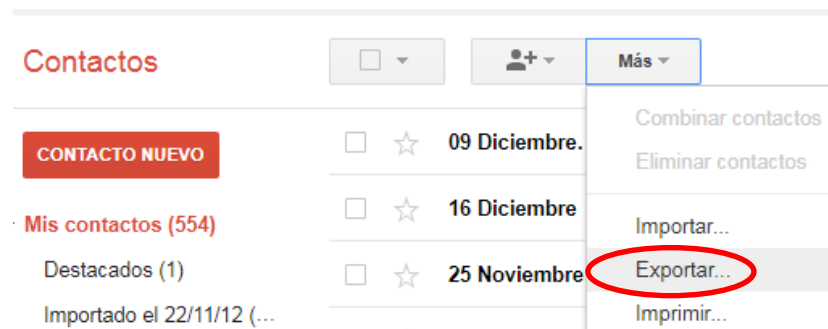 Contactos
Más
Combinar contactos
Eliminar contactos
Importar...
Exportar...
Imprimir...
CONTACTO NUEVO
Mis contactos (554)
Destacados (1)
Importado el 22/11/12 (...
09 Diciembre.
16 Diciembre
25 Noviembre